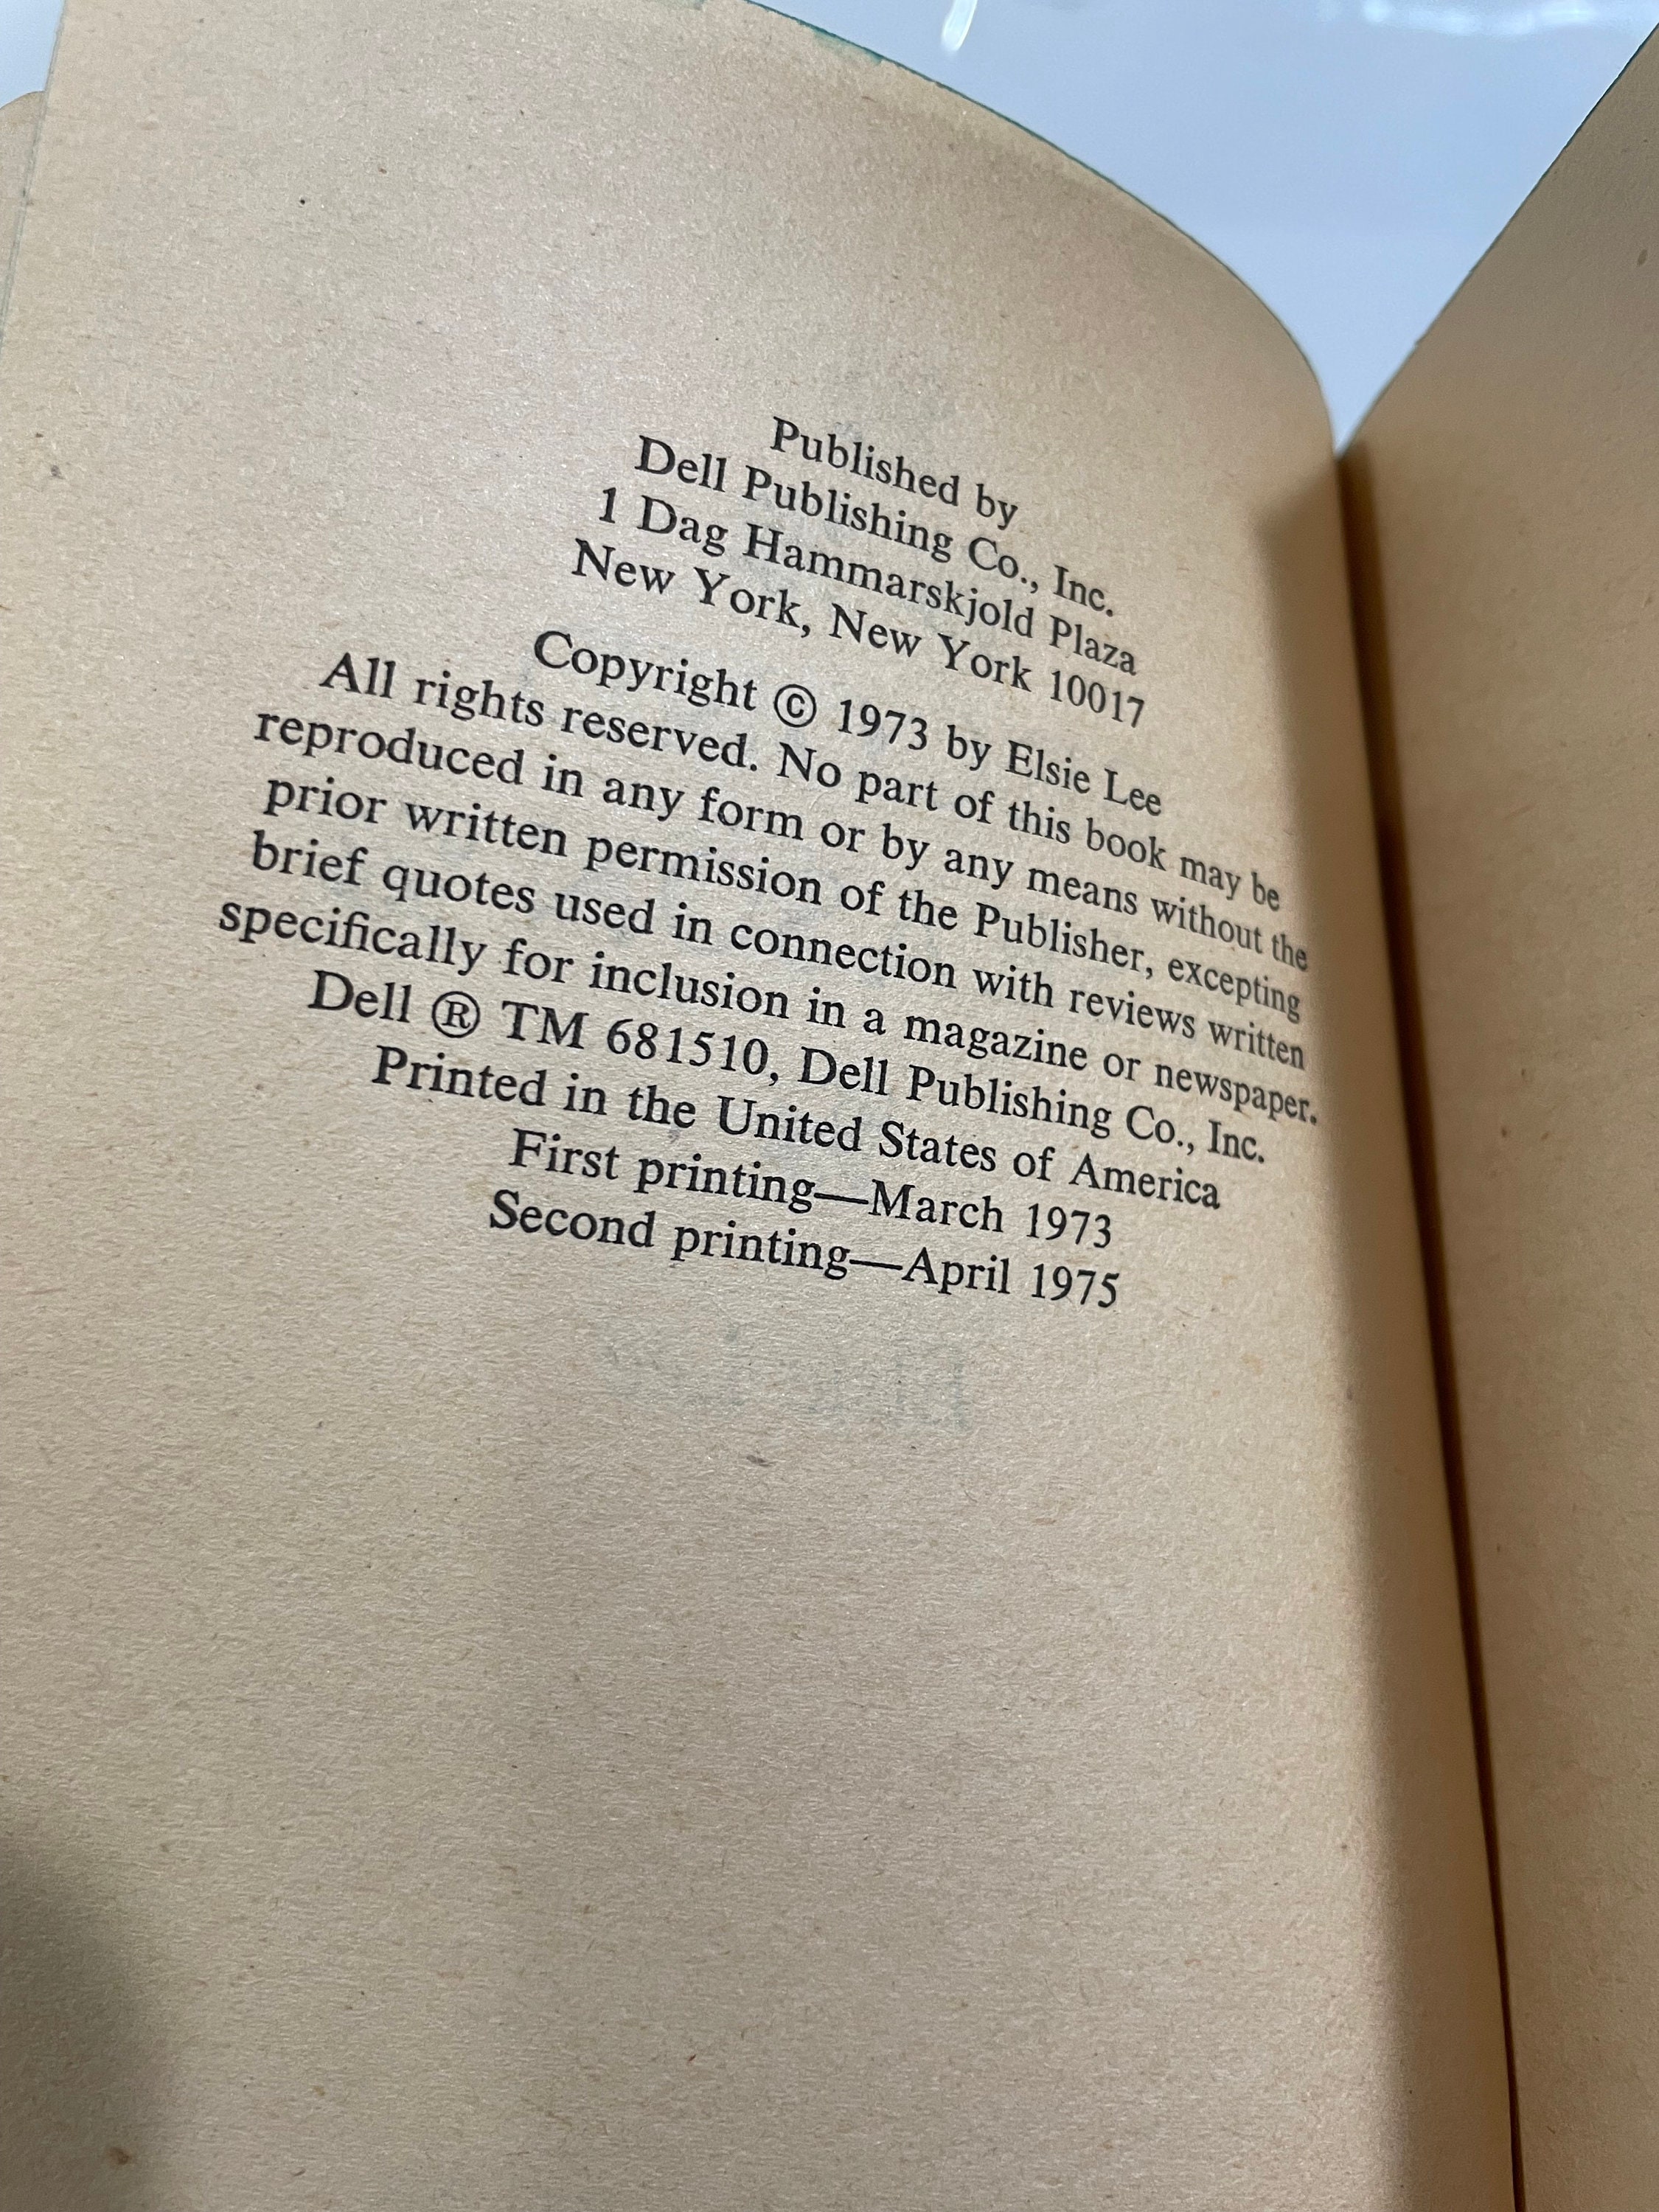 Published by
Dell Publishing Co., Inc.
1 Dag Hammarskjold Plaza
New York, New York 10017
Copyright © 1973 by Elsie Lee
All rights reserved. No part of this book may be
reproduced in any form or by any means without the
prior written permission of the Publisher, excepting
brief quotes used in connection with reviews written
specifically for inclusion in a magazine or newspaper.
Dell ® TM 681510, Dell Publishing Co., Inc.
Printed in the United States of America
First printing—March 1973
Second printing—April 1975